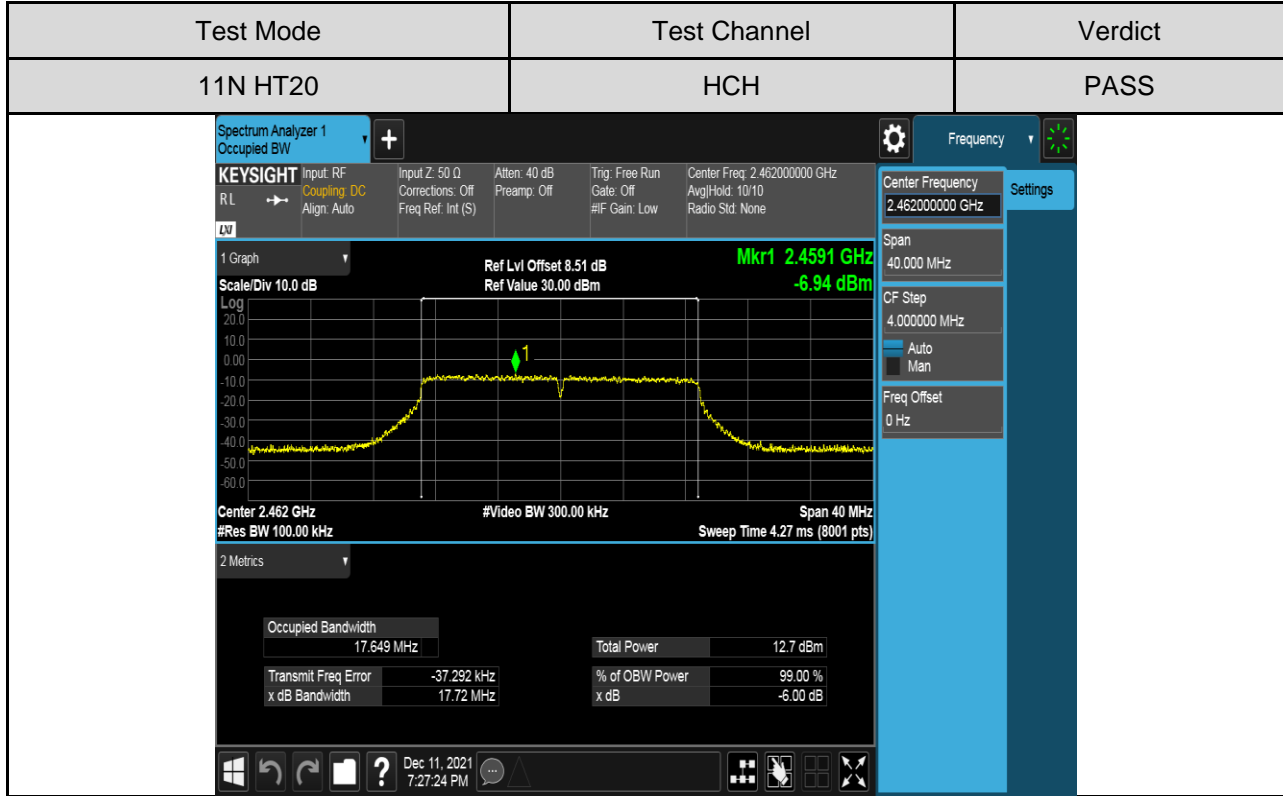 Test Mode
Test Channel
Verdict
11N HT20
HCH
PASS
Spectrum Analyzer 1
Occupied BW
+
Frequency
KEYSIGHT
RL
LXI
Input: RF
Coupling: DC
Align: Auto
Input Z: 50 Ω
Corrections: Off
Freq Ref: Int (S)
Atten: 40 dB
Preamp: Off
Trig: Free Run
Gate: Off
#IF Gain: Low
Center Freq: 2.462000000 GHz
Avg|Hold: 10/10
Radio Std: None
Center Frequency
2.462000000 GHz
Settings
Span
40.000 MHz
CF Step
4.000000 MHz
Auto
Man
Freq Offset
0 Hz
1 Graph
Scale/Div 10.0 dB
Ref Lvl Offset 8.51 dB
Ref Value 30.00 dBm
Mkr1 2.4591 GHz
-6.94 dBm
Log
20.0
10.0
0.00
-10.0
-20.0
-30.0
-40.0
-50.0
-60.0
1
Center 2.462 GHz
#Video BW 300.00 kHz
Span 40 MHz
#Res BW 100.00 kHz
Sweep Time 4.27 ms (8001 pts)
2 Metrics
Occupied Bandwidth
17.649 MHz
Total Power 12.7 dBm
Transmit Freq Error -37.292 kHz
% of OBW Power 99.00 %
x dB Bandwidth 17.72 MHz
x dB -6.00 dB
?
Dec 11, 2021
7:27:24 PM